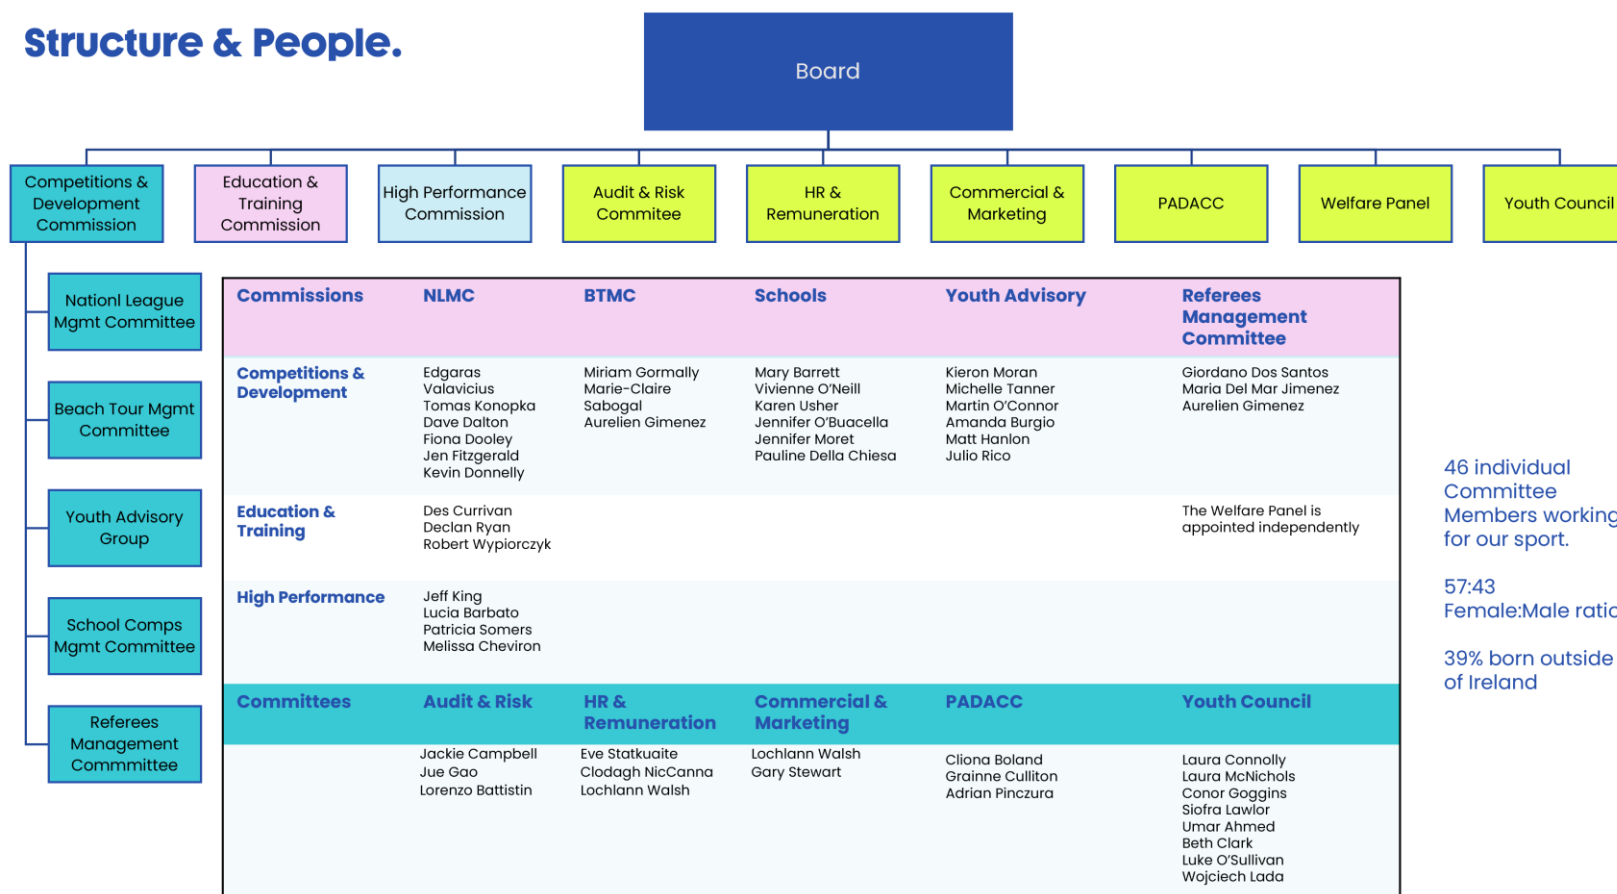 Structure & People.
Board
Competitions &
Development
Commission
Education &
Training
Commission
High Performance
Commission
Audit & Risk
Commitee
HR &
Remuneration
Commercial &
Marketing
PADACC
Welfare Panel
Youth Council
Nationl League
Mgmt Committee
Beach Tour Mgmt
Committee
Youth Advisory
Group
School Comps
Mgmt Committee
Referees
Management
Commmittee
Commissions
NLMC
BTMC
Schools
Youth Advisory
Referees
Management
Committee
Competitions &
Development
Edgaras
Valavicius
Tomas Konopka
Dave Dalton
Fiona Dooley
Jen Fitzgerald
Kevin Donnelly
Miriam Gormally
Marie-Claire
Sabogal
Aurelien Gimenez
Mary Barrett
Vivienne O'Neill
Karen Usher
Jennifer O'Buacella
Jennifer Moret
Pauline Della Chiesa
Kieron Moran
Michelle Tanner
Martin O'Connor
Amanda Burgio
Matt Hanlon
Julio Rico
Giordano Dos Santos
Maria Del Mar Jimenez
Aurelien Gimenez
Education &
Training
Des Currivan
Declan Ryan
Robert Wypiorczyk
The Welfare Panel is
appointed independently
High Performance
Jeff King
Lucia Barbato
Patricia Somers
Melissa Cheviron
Committees
Audit & Risk
HR &
Remuneration
Commercial &
Marketing
PADACC
Youth Council
Jackie Campbell
Jue Gao
Lorenzo Battistin
Eve Statkuaite
Clodagh NicCanna
Lochlann Walsh
Lochlann Walsh
Gary Stewart
Cliona Boland
Grainne Culliton
Adrian Pinczura
Laura Connolly
Laura McNichols
Conor Goggins
Siofra Lawlor
Umar Ahmed
Beth Clark
Luke O'Sullivan
Wojciech Lada
46 individual
Committee
Members working
for our sport.
57:43
Female:Male ratio
39% born outside
of Ireland